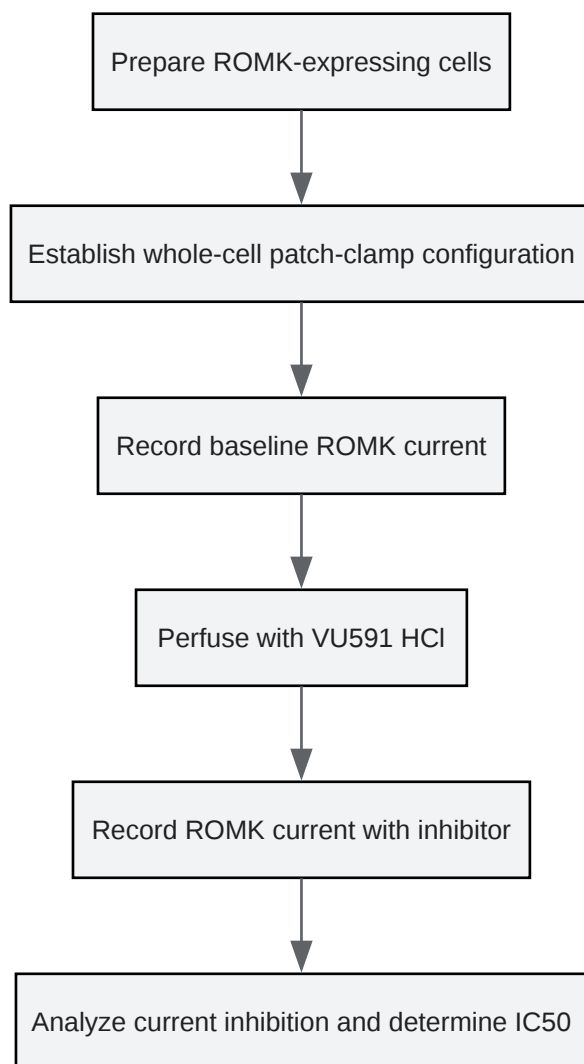 Prepare ROMK-expressing cells
Establish whole-cell patch-clamp configuration
Record baseline ROMK current
Perfuse with VU591 HCl
Record ROMK current with inhibitor
Analyze current inhibition and determine IC50